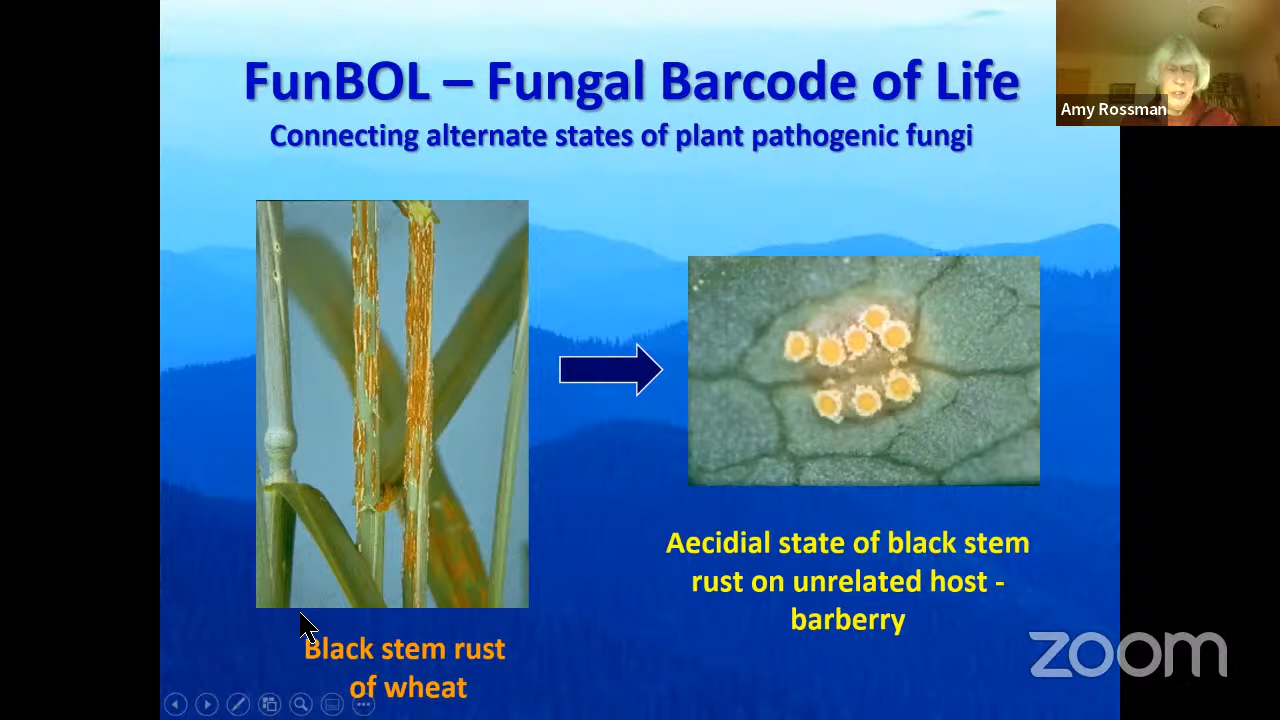 FunBOL – Fungal Barcode of Life
Connecting alternate states of plant pathogenic fungi
Amy Rossman
Aecidial state of black stem
rust on unrelated host -
barberry
Black stem rust
of wheat
zoom